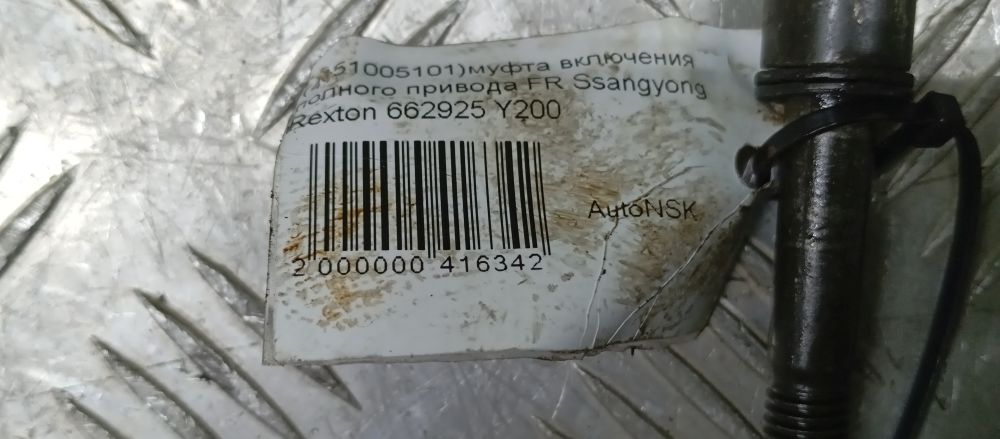 51005101)муфта включения
полного привода FR Ssangyong
Rexton 662925 Y200
AutoNSK
2 000000 416342